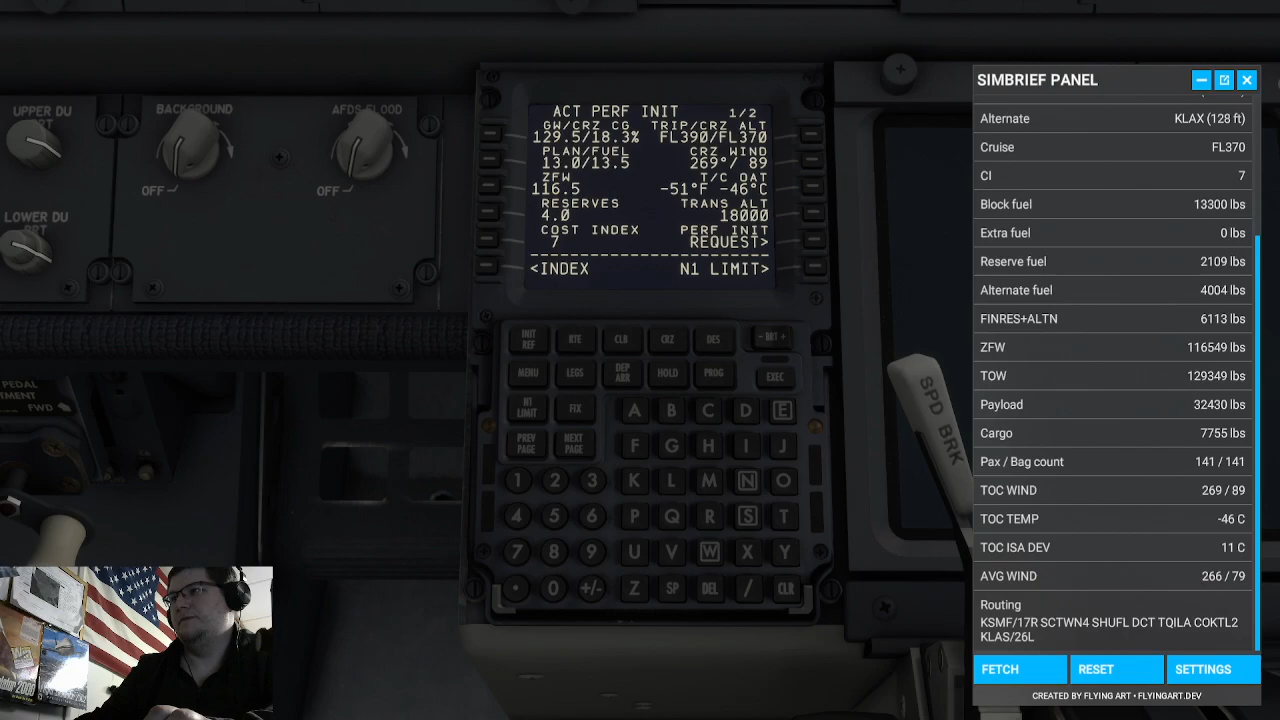 UPPER DU
BRT
BACKGROUND
AFDS FLOOD
OFF
OFF
LOWER DU
BRT
PEDAL
FWD
ACT PERF INIT 1/2
GW/CRZ CG TRIP/CRZ ALT
129.5/18.3% FL390/FL370
PLAN/FUEL CRZ WIND
13.0/13.5 269°/ 89
ZFW T/C OAT
116.5 -51°F -46°C
RESERVES TRANS ALT
4.0 18000
COST INDEX PERF INIT
7 REQUEST>
--------------------------------
<INDEX N1 LIMIT>
INIT REF
RTE
CLB
CRZ
DES
- BRT +
MENU
LEGS
DEP ARR
HOLD
PROG
EXEC
N1 LIMIT
FIX
A B C D E
PREV PAGE
NEXT PAGE
F G H I J
1 2 3 K L M N O
4 5 6 P Q R S T
7 8 9 U V W X Y
. 0 +/- Z SP DEL / CLR
SPD BRK
SIMBRIEF PANEL
Alternate KLAX (128 ft)
Cruise FL370
CI 7
Block fuel 13300 lbs
Extra fuel 0 lbs
Reserve fuel 2109 lbs
Alternate fuel 4004 lbs
FINRES+ALTN 6113 lbs
ZFW 116549 lbs
TOW 129349 lbs
Payload 32430 lbs
Cargo 7755 lbs
Pax / Bag count 141 / 141
TOC WIND 269 / 89
TOC TEMP -46 C
TOC ISA DEV 11 C
AVG WIND 266 / 79
Routing
KSMF/17R SCTWN4 SHUFL DCT TQILA COKTL2
KLAS/26L
FETCH RESET SETTINGS
CREATED BY FLYING ART • FLYINGART.DEV